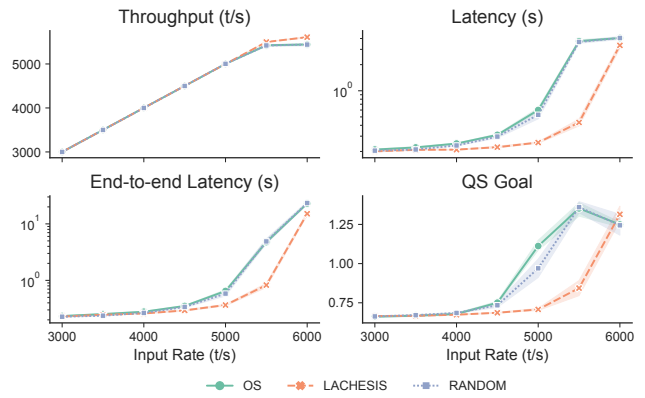 Throughput (t/s)
5000
4000
3000
Latency (s)
10^0
End-to-end Latency (s)
10^1
10^0
3000 4000 5000 6000
Input Rate (t/s)
QS Goal
1.25
1.00
0.75
3000 4000 5000 6000
Input Rate (t/s)
OS LACHESIS RANDOM